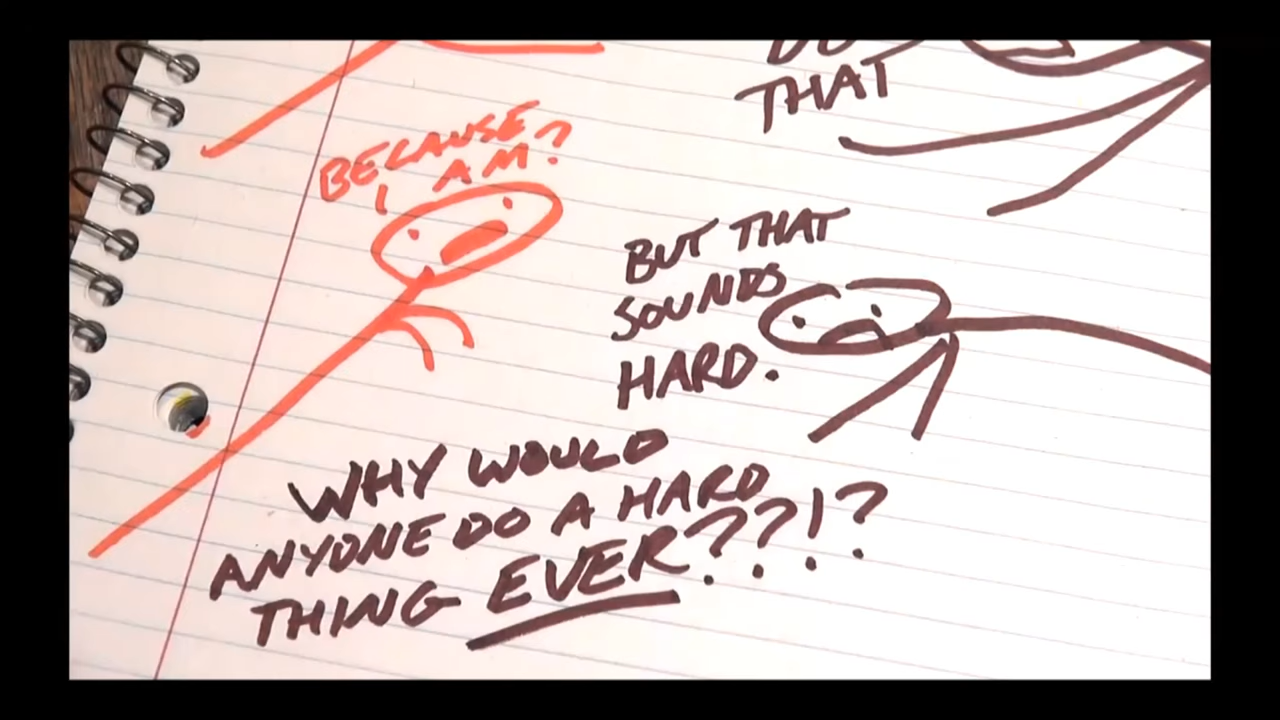 THAT
BECAUSE
I AM?
BUT THAT
SOUNDS
HARD.
WHY WOULD
ANYONE DO A HARD
THING EVER??!?